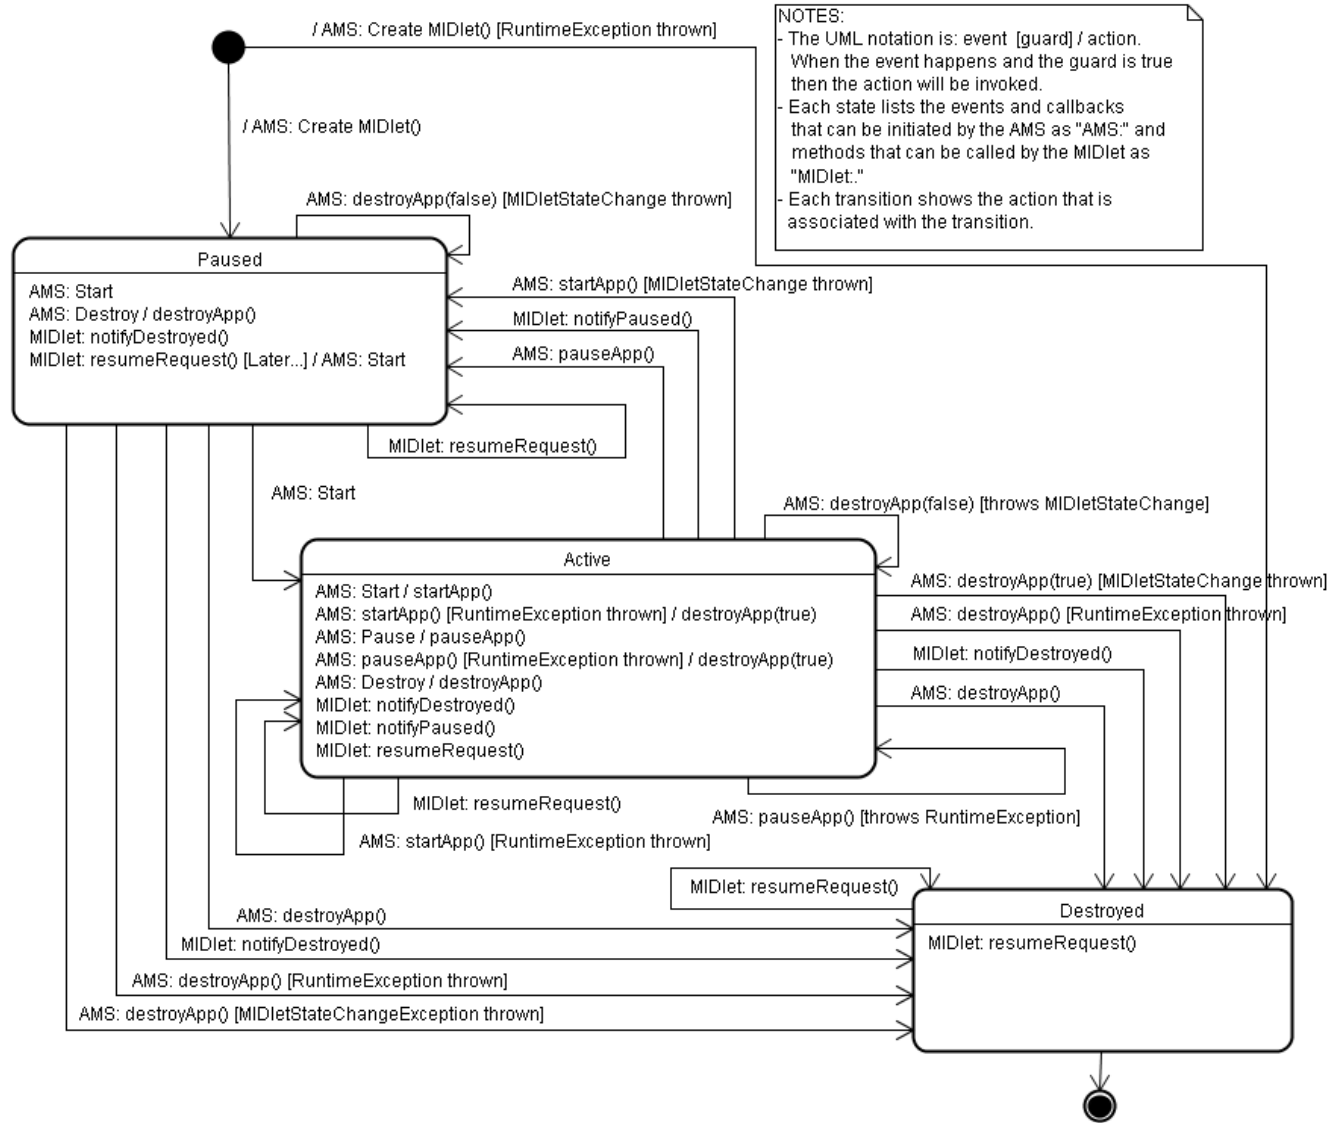 / AMS: Create MIDlet() [RuntimeException thrown]
NOTES:
- The UML notation is: event [guard] / action.
When the event happens and the guard is true
then the action will be invoked.
- Each state lists the events and callbacks
that can be initiated by the AMS as "AMS:" and
methods that can be called by the MIDlet as
"MIDlet:."
- Each transition shows the action that is
associated with the transition.
/ AMS: Create MIDlet()
AMS: destroyApp(false) [MIDletStateChange thrown]
Paused
AMS: Start
AMS: Destroy / destroyApp()
MIDlet: notifyDestroyed()
MIDlet: resumeRequest() [Later...] / AMS: Start
AMS: startApp() [MIDletStateChange thrown]
MIDlet: notifyPaused()
AMS: pauseApp()
MIDlet: resumeRequest()
AMS: Start
AMS: destroyApp(false) [throws MIDletStateChange]
Active
AMS: Start / startApp()
AMS: startApp() [RuntimeException thrown] / destroyApp(true)
AMS: Pause / pauseApp()
AMS: pauseApp() [RuntimeException thrown] / destroyApp(true)
AMS: Destroy / destroyApp()
MIDlet: notifyDestroyed()
MIDlet: notifyPaused()
MIDlet: resumeRequest()
AMS: destroyApp(true) [MIDletStateChange thrown]
AMS: destroyApp() [RuntimeException thrown]
MIDlet: notifyDestroyed()
AMS: destroyApp()
MIDlet: resumeRequest()
AMS: pauseApp() [throws RuntimeException]
AMS: startApp() [RuntimeException thrown]
MIDlet: resumeRequest()
Destroyed
MIDlet: resumeRequest()
AMS: destroyApp()
MIDlet: notifyDestroyed()
AMS: destroyApp() [RuntimeException thrown]
AMS: destroyApp() [MIDletStateChangeException thrown]